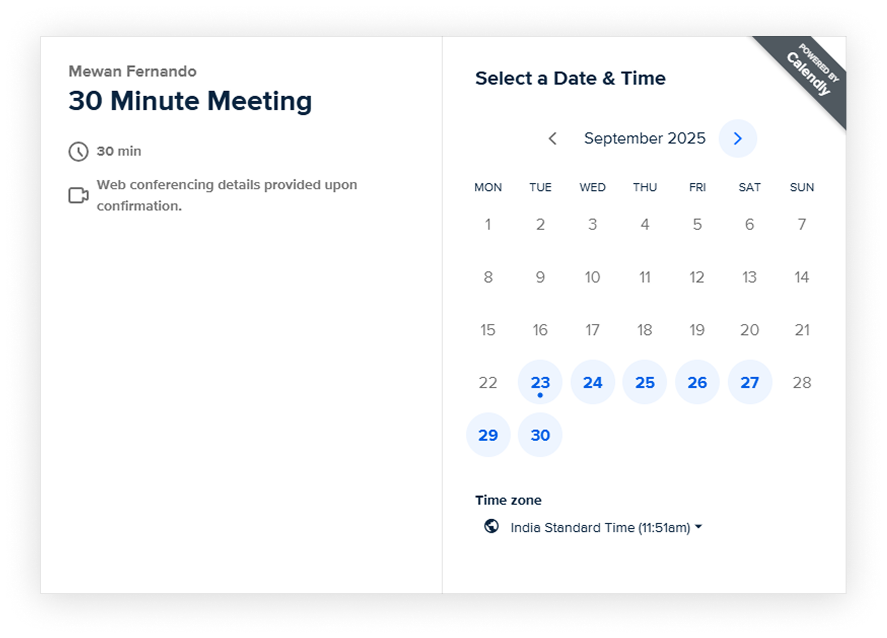 Mewan Fernando
30 Minute Meeting
30 min
Web conferencing details provided upon
confirmation.
POWERED BY
Calendly
Select a Date & Time
September 2025
MON TUE WED THU FRI SAT SUN
1 2 3 4 5 6 7
8 9 10 11 12 13 14
15 16 17 18 19 20 21
22 23 24 25 26 27 28
29 30
Time zone
India Standard Time (11:51am)